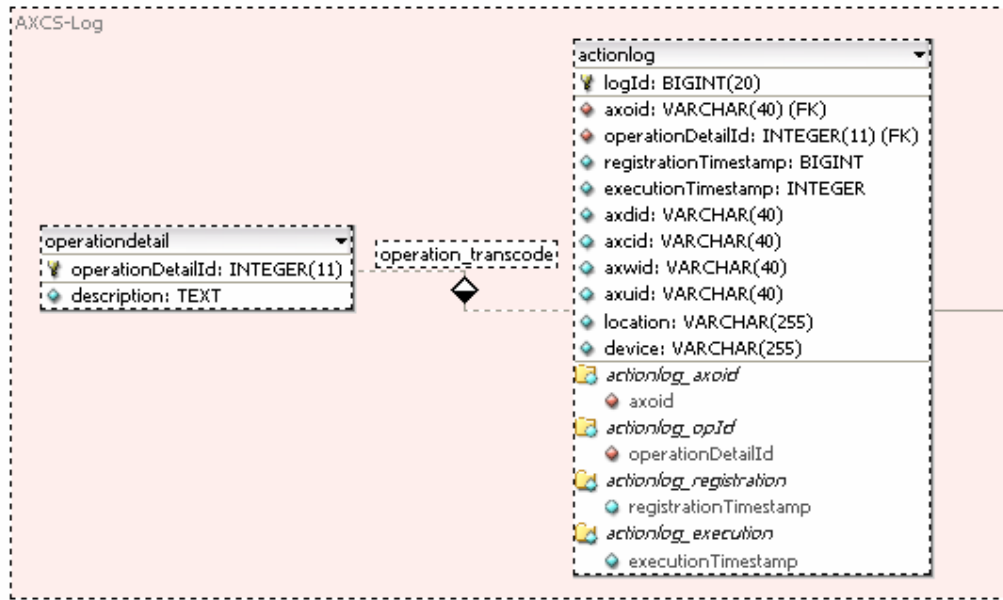 AXCS-Log
operationdetail
operationDetailId: INTEGER(11)
description: TEXT
operation_transcode
actionlog
logId: BIGINT(20)
axoid: VARCHAR(40) (FK)
operationDetailId: INTEGER(11) (FK)
registrationTimestamp: BIGINT
executionTimestamp: INTEGER
axdid: VARCHAR(40)
axcid: VARCHAR(40)
axwid: VARCHAR(40)
axuid: VARCHAR(40)
location: VARCHAR(255)
device: VARCHAR(255)
actionlog_axoid
axoid
actionlog_opId
operationDetailId
actionlog_registration
registrationTimestamp
actionlog_execution
executionTimestamp